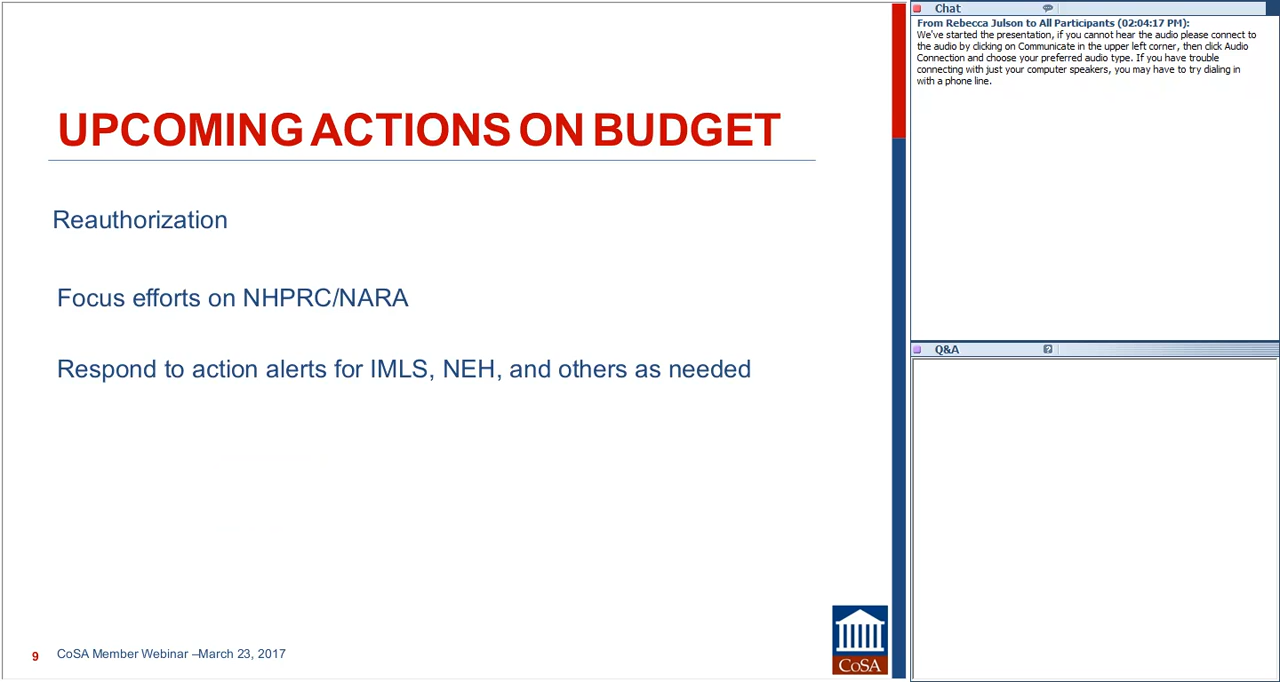 UPCOMING ACTIONS ON BUDGET
Reauthorization
Focus efforts on NHPRC/NARA
Respond to action alerts for IMLS, NEH, and others as needed
9
CoSA Member Webinar –March 23, 2017
CoSA
Chat
From Rebecca Julson to All Participants (02:04:17 PM):
We've started the presentation, if you cannot hear the audio please connect to
the audio by clicking on Communicate in the upper left corner, then click Audio
Connection and choose your preferred audio type. If you have trouble
connecting with just your computer speakers, you may have to try dialing in
with a phone line.
Q&A
?